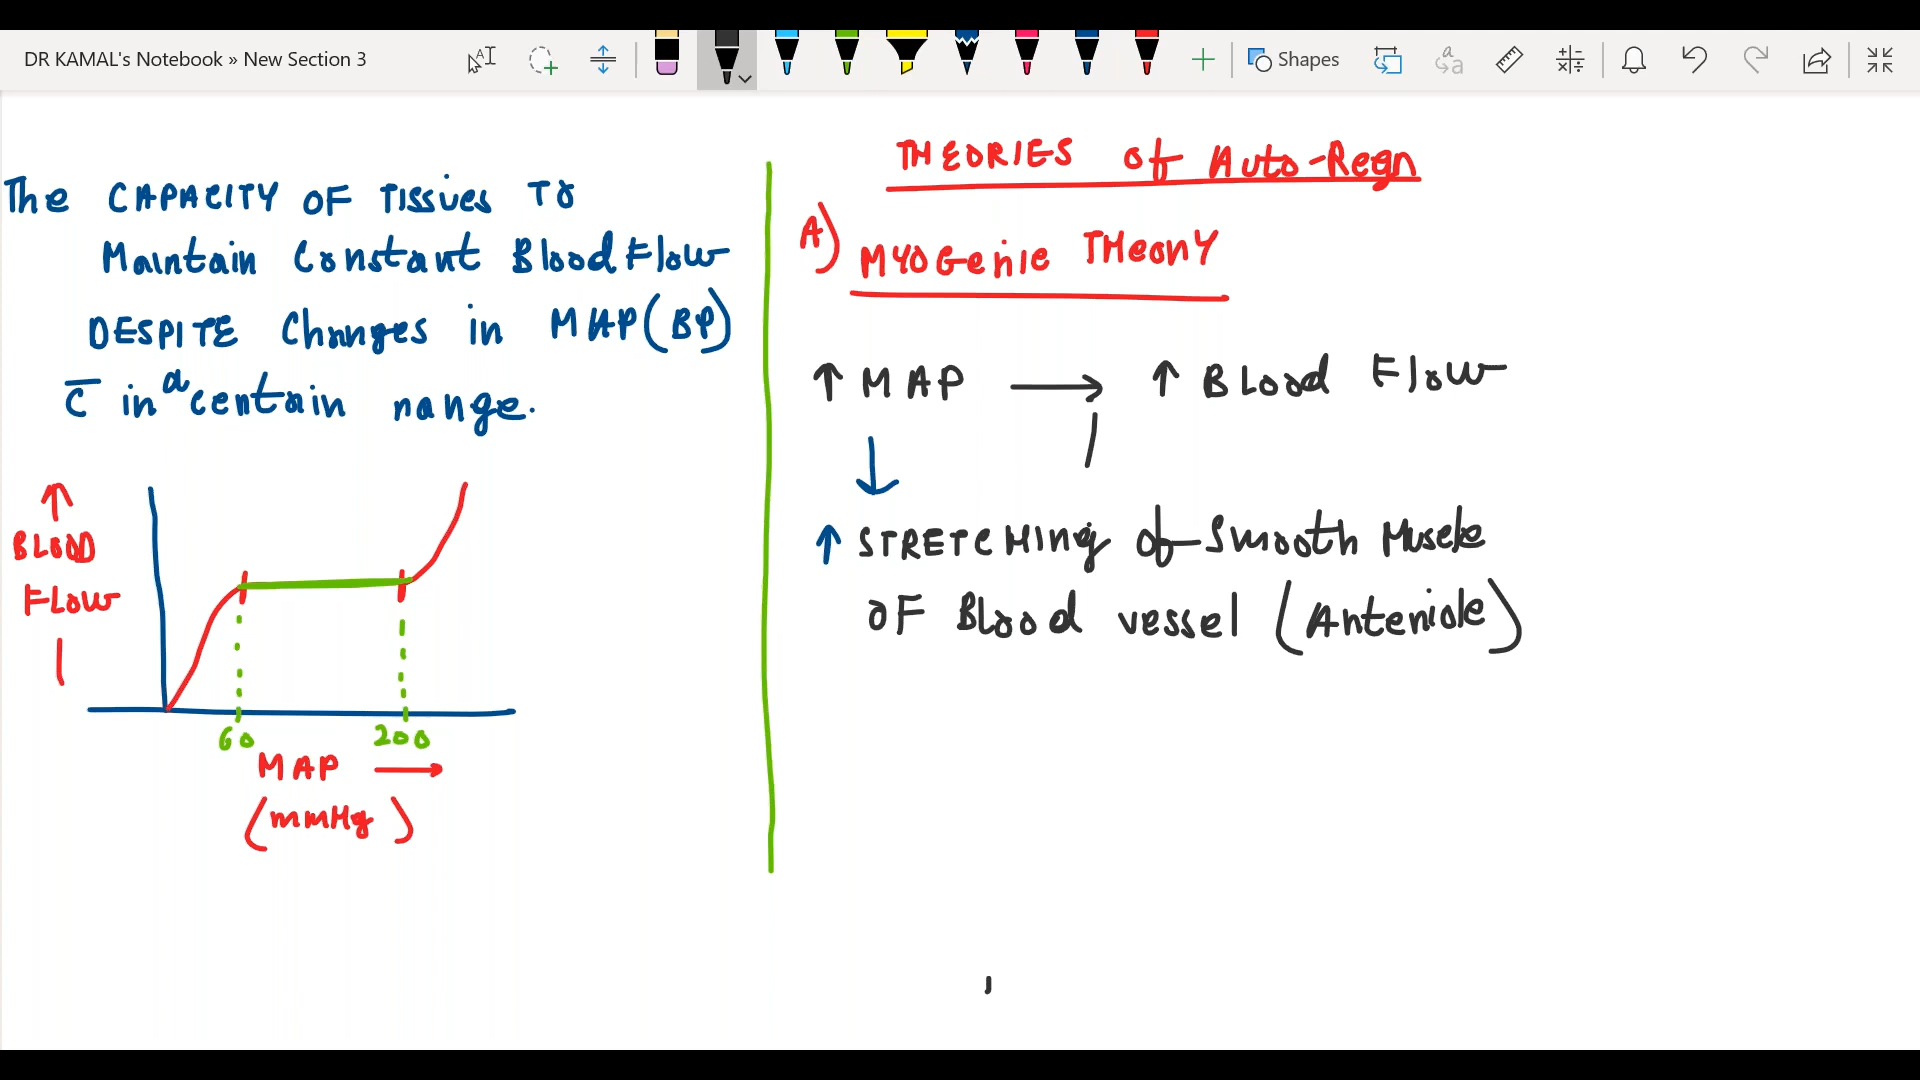 DR KAMAL's Notebook » New Section 3
Shapes
The CAPACITY OF TISSUES TO
Maintain Constant Blood Flow
DESPITE Changes in MAP (BP)
c̅ in a certain range.
↑
BLOOD
FLOW
60 200
MAP →
(mmHg)
THEORIES of Auto-Regn
A) MYOGenic THeorY
↑ MAP → ↑ BLood Flow
↓
↑ STRETCHing of Smooth Muscle
OF Blood vessel (Arteriole)